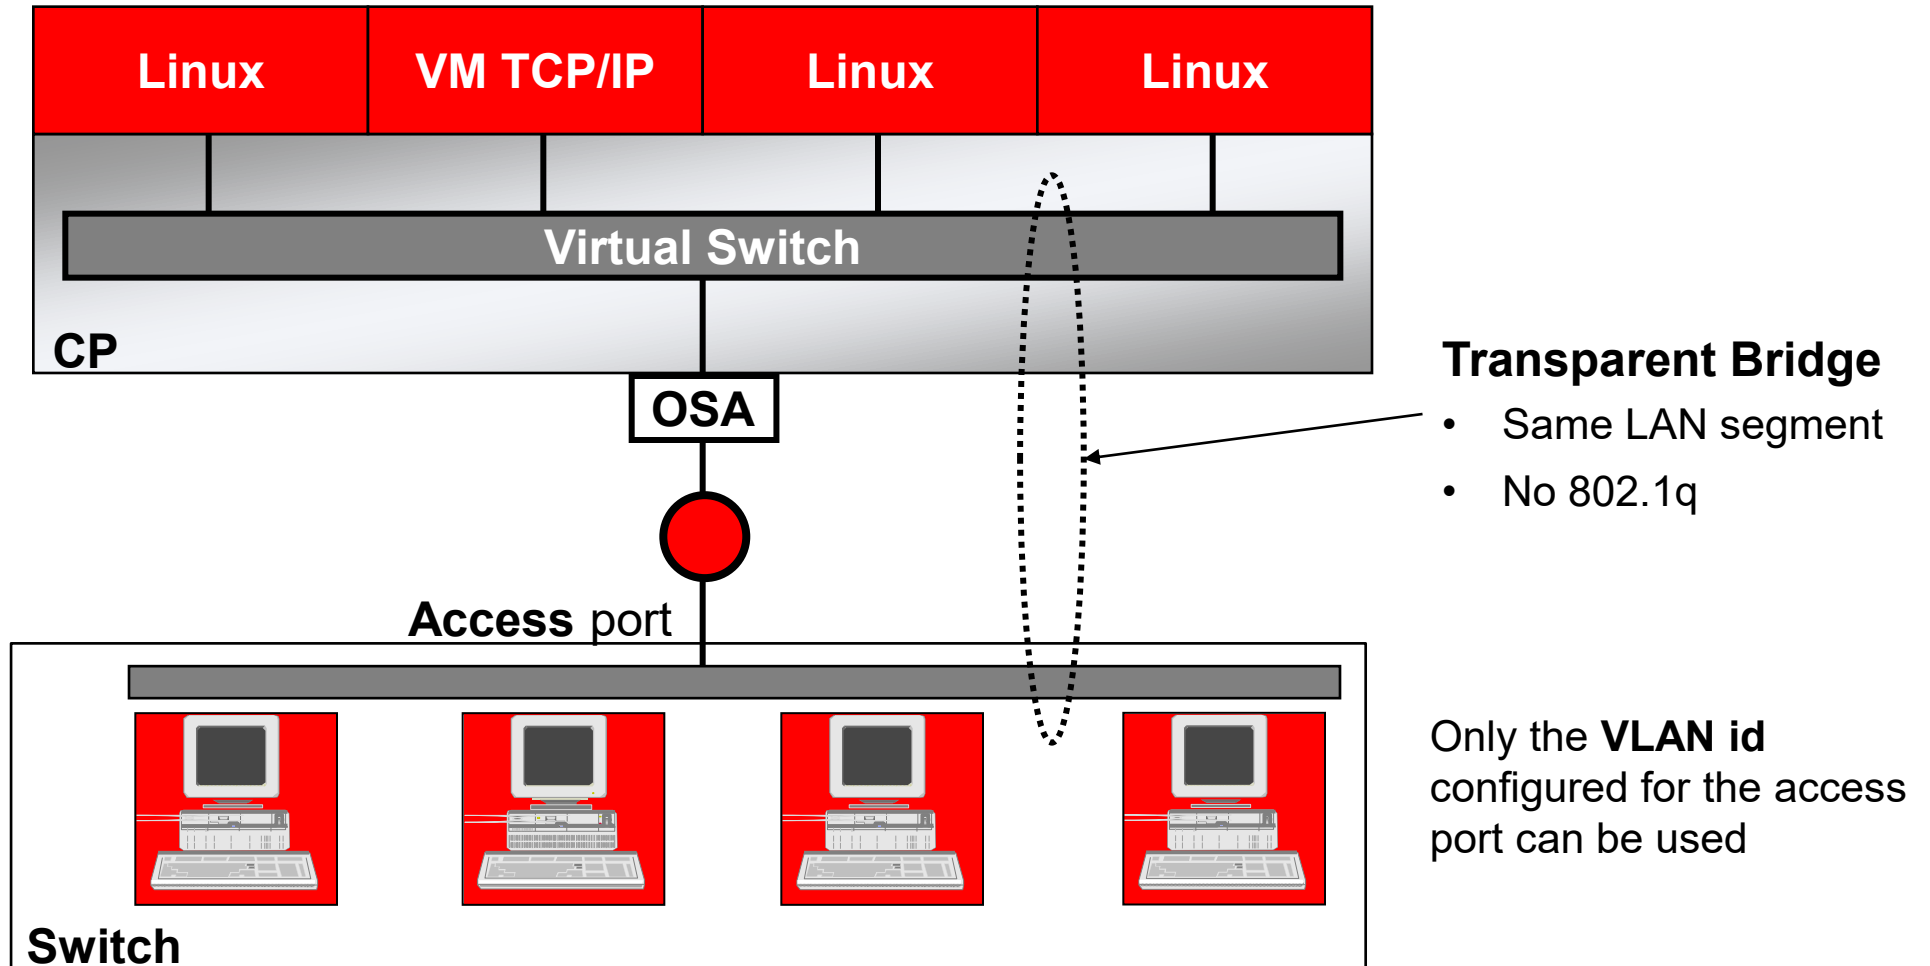 Linux
VM TCP/IP
Linux
Linux
Virtual Switch
CP
OSA
Transparent Bridge
• Same LAN segment
• No 802.1q
Access port
Only the VLAN id
configured for the access
port can be used
Switch